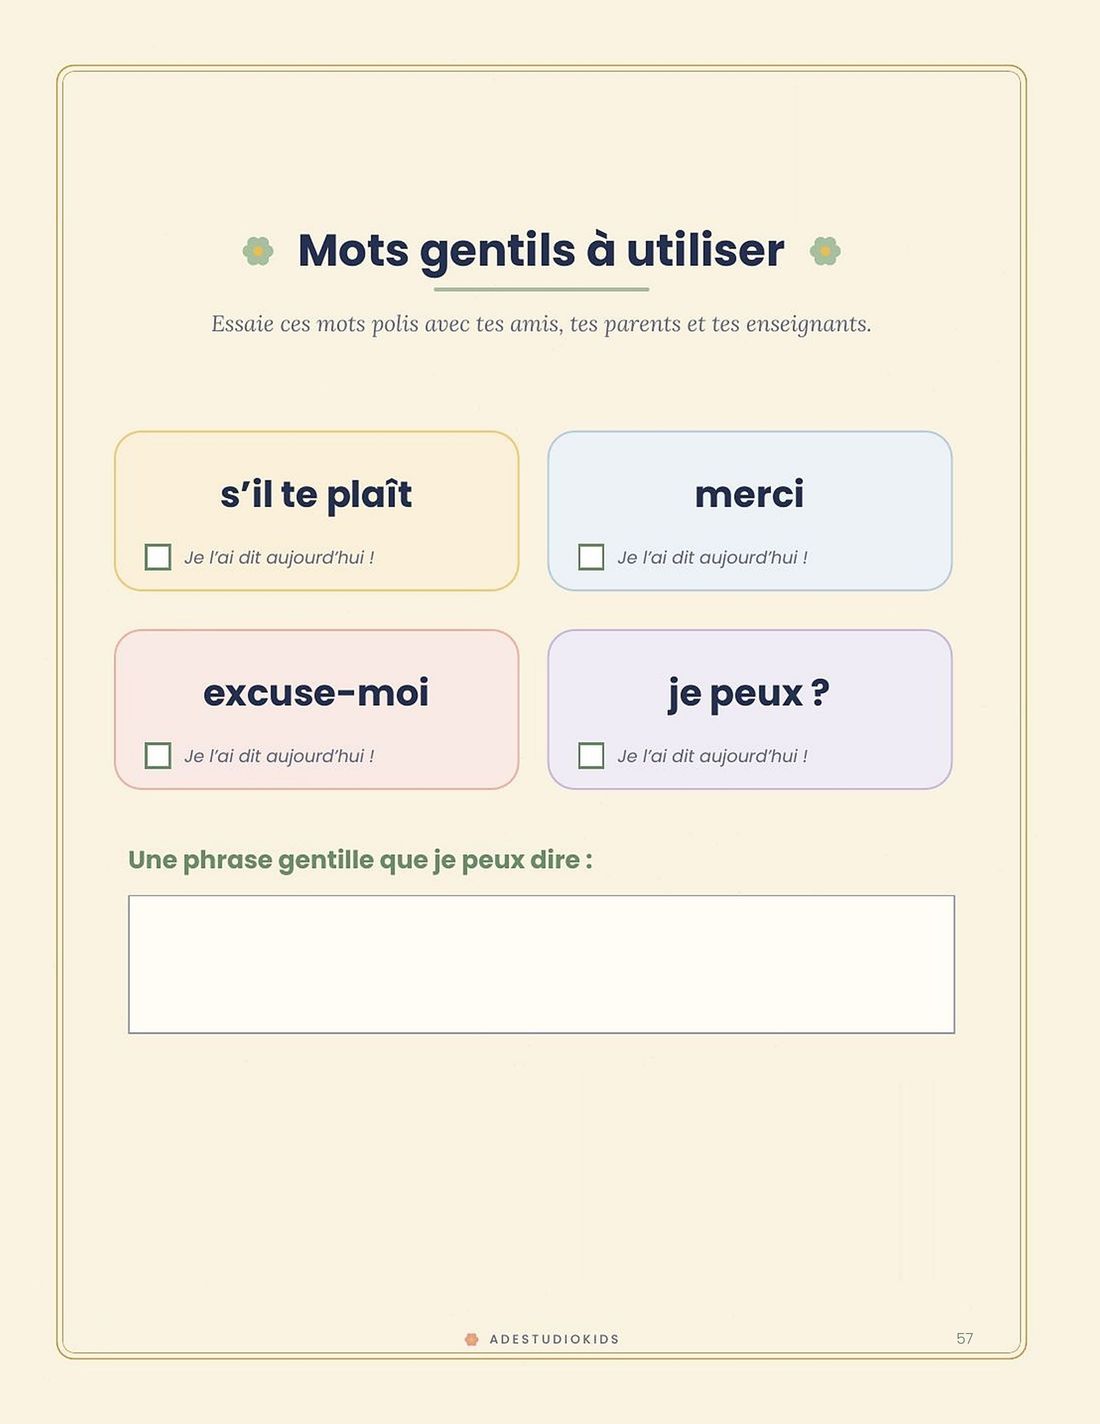 Mots gentils à utiliser
Essaie ces mots polis avec tes amis, tes parents et tes enseignants.
s’il te plaît
Je l’ai dit aujourd’hui !
merci
Je l’ai dit aujourd’hui !
excuse-moi
Je l’ai dit aujourd’hui !
je peux ?
Je l’ai dit aujourd’hui !
Une phrase gentille que je peux dire :
ADESTUDIOKIDS
57